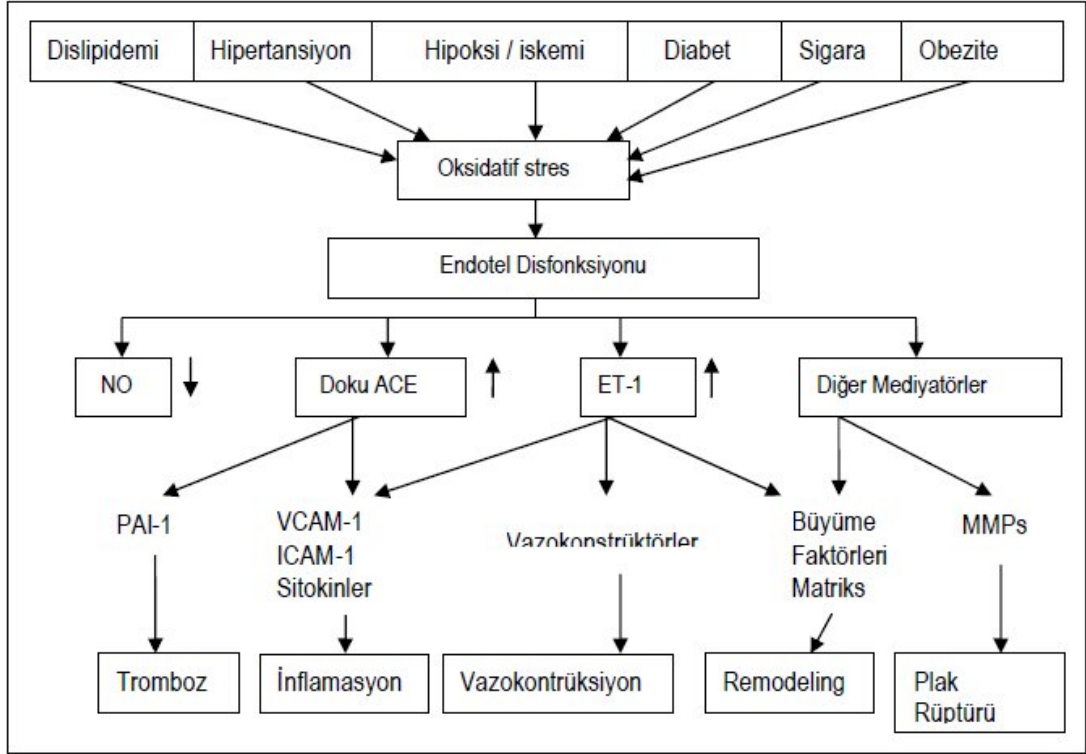 Dislipidemi Hipertansiyon Hipoksi / iskemi Diabet Sigara Obezite
Oksidatif stres
Endotel Disfonksiyonu
NO Doku ACE ET-1 Diğer Mediyatörler
PAI-1 VCAM-1 Vazokonstrüktörler Büyüme MMPs
ICAM-1 Faktörleri
Sitokinler Matriks
Tromboz İnflamasyon Vazokontrüksiyon Remodeling Plak
Rüptürü